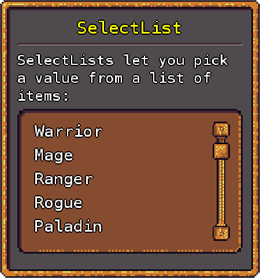 SelectList
SelectLists let you pick
a value from a list of
items:
Warrior
Mage
Ranger
Rogue
Paladin